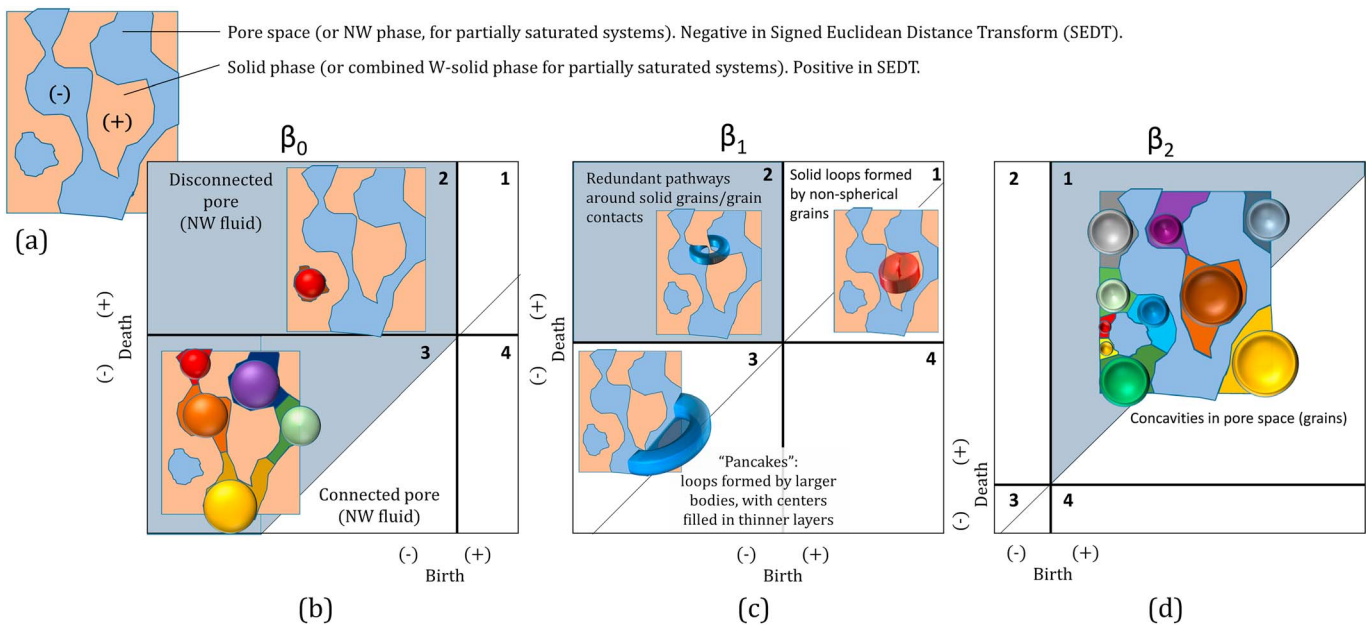 Pore space (or NW phase, for partially saturated systems). Negative in Signed Euclidean Distance Transform (SEDT).
Solid phase (or combined W-solid phase for partially saturated systems). Positive in SEDT.
(-)
(+)
(a)
β0
Disconnected
pore
(NW fluid)
2
1
3
4
Connected pore
(NW fluid)
(+)
Death
(-)
(-) (+)
Birth
(b)
β1
Redundant pathways
around solid grains/grain
contacts
2
Solid loops formed
by non-spherical
grains
1
3
4
"Pancakes":
loops formed by larger
bodies, with centers
filled in thinner layers
(+)
Death
(-)
(-) (+)
Birth
(c)
β2
2
1
Concavities in pore space (grains)
3
4
(+)
Death
(-)
(-) (+)
Birth
(d)